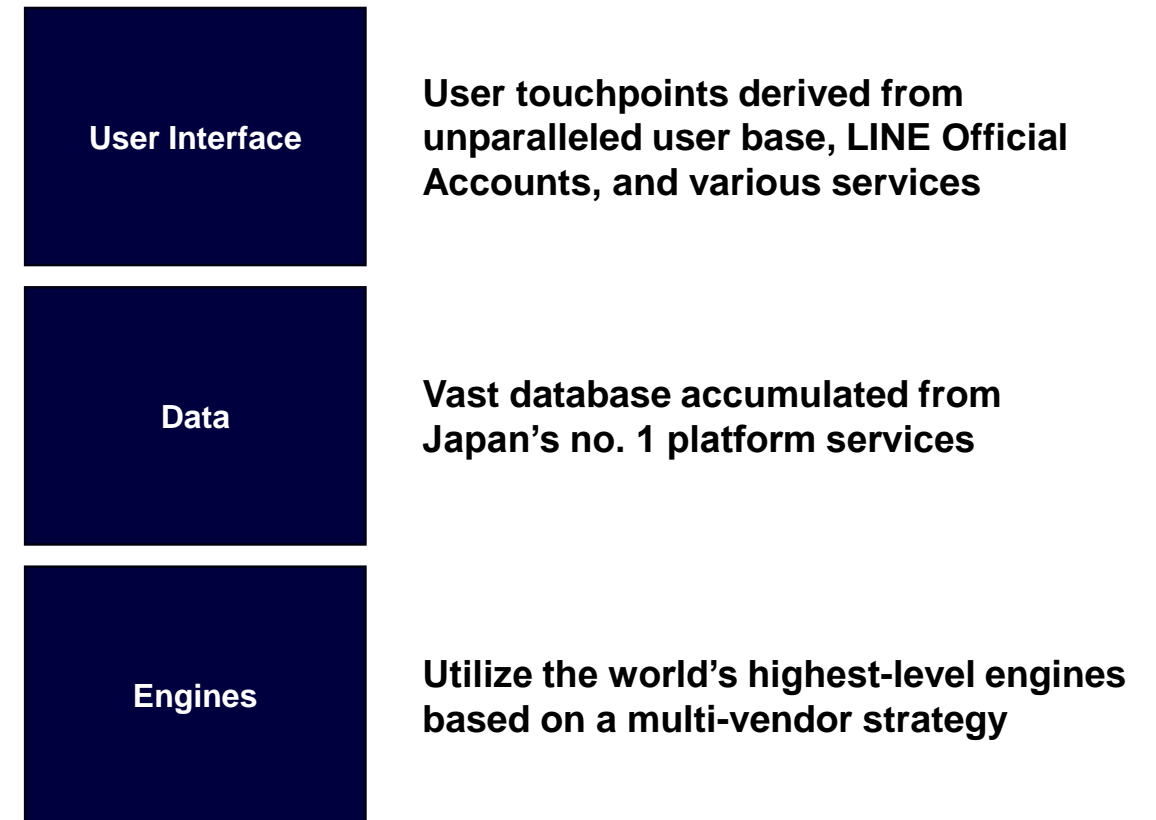 User Interface
User touchpoints derived from
unparalleled user base, LINE Official
Accounts, and various services
Data
Vast database accumulated from
Japan’s no. 1 platform services
Engines
Utilize the world’s highest-level engines
based on a multi-vendor strategy